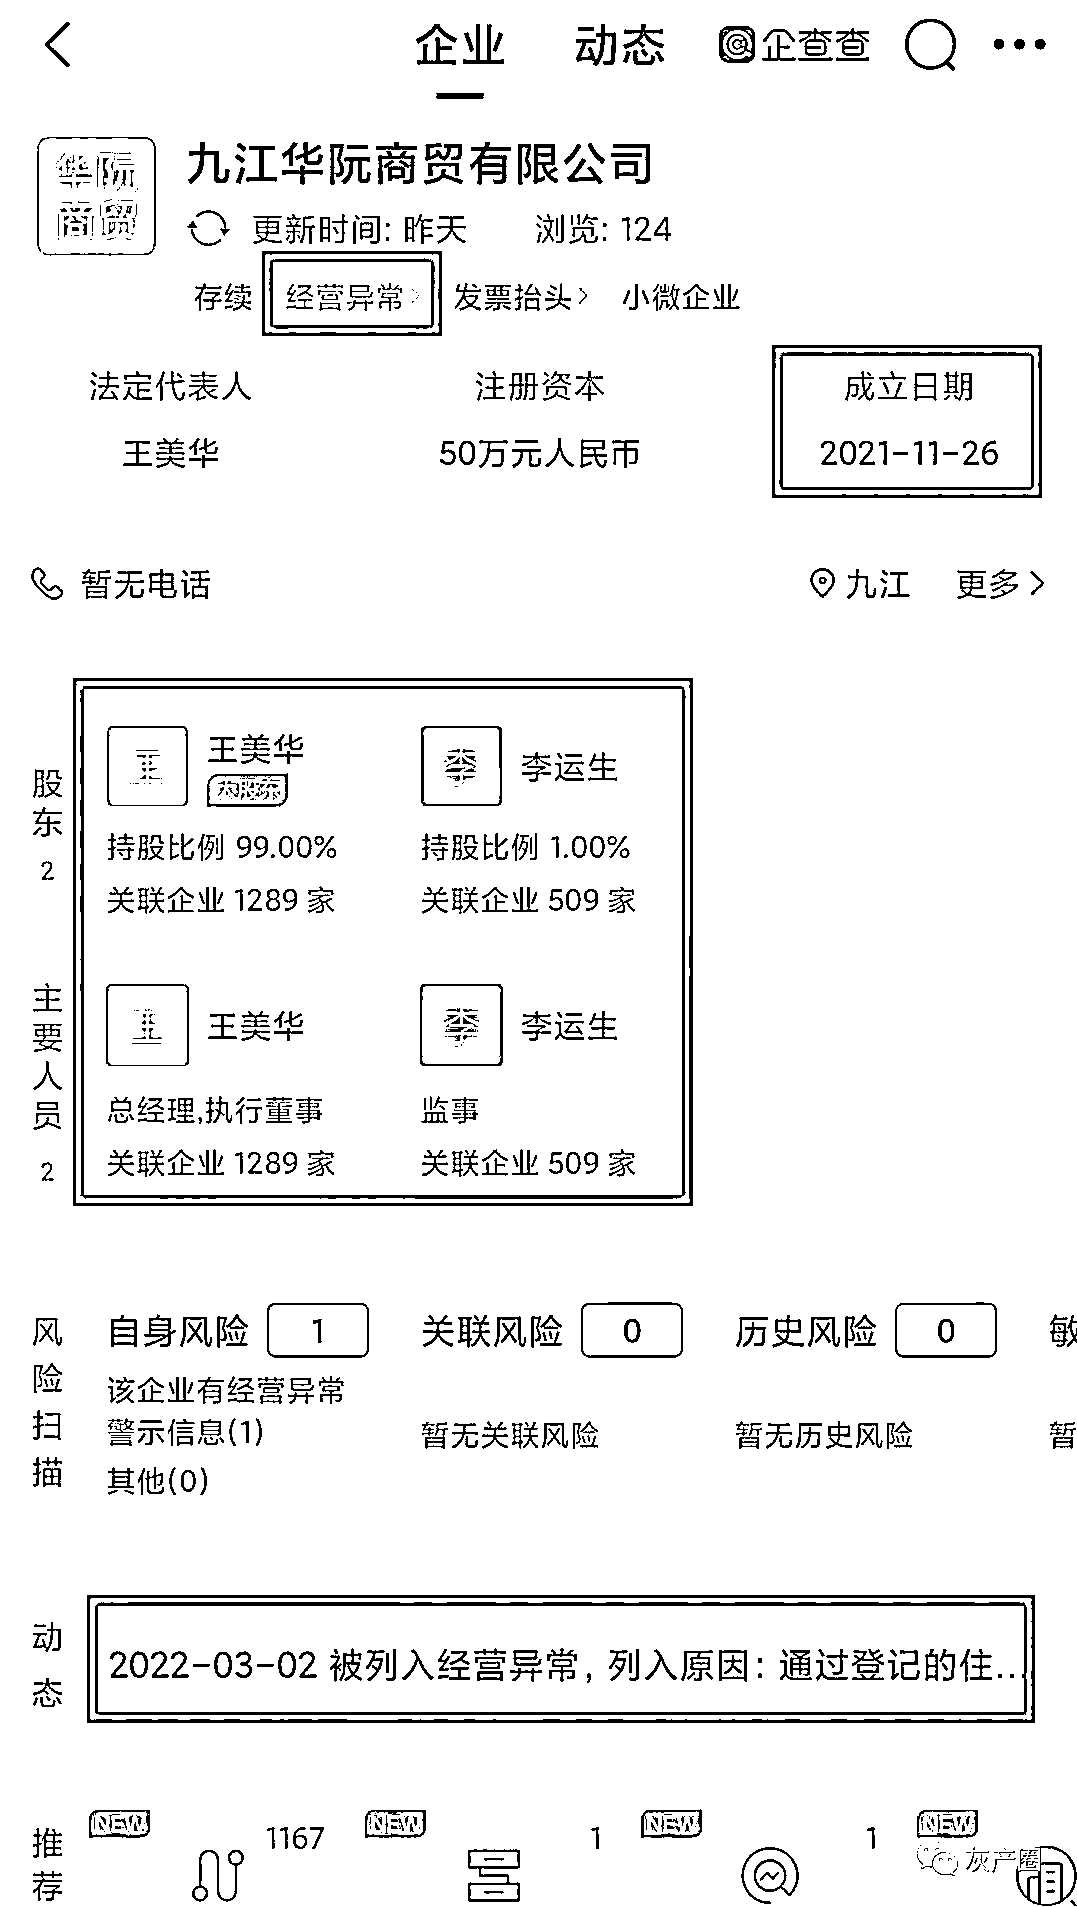 企业 动态 企查查
华阮
商贸
九江华阮商贸有限公司
更新时间: 昨天 浏览: 124
存续 经营异常 发票抬头 小微企业
法定代表人 注册资本 成立日期
王美华 50万元人民币 2021-11-26
暂无电话 九江 更多
股东
2
王 王美华 李 李运生
大股东
持股比例 99.00% 持股比例 1.00%
关联企业 1289 家 关联企业 509 家
主要人员
2
王 王美华 李 李运生
总经理,执行董事 监事
关联企业 1289 家 关联企业 509 家
风险扫描
自身风险 1 关联风险 0 历史风险 0 敏
该企业有经营异常
警示信息(1) 暂无关联风险 暂无历史风险 暂
其他(0)
动态
2022-03-02 被列入经营异常，列入原因：通过登记的住...
推荐
NEW 1167 NEW 1 NEW 1 NEW
灰产圈